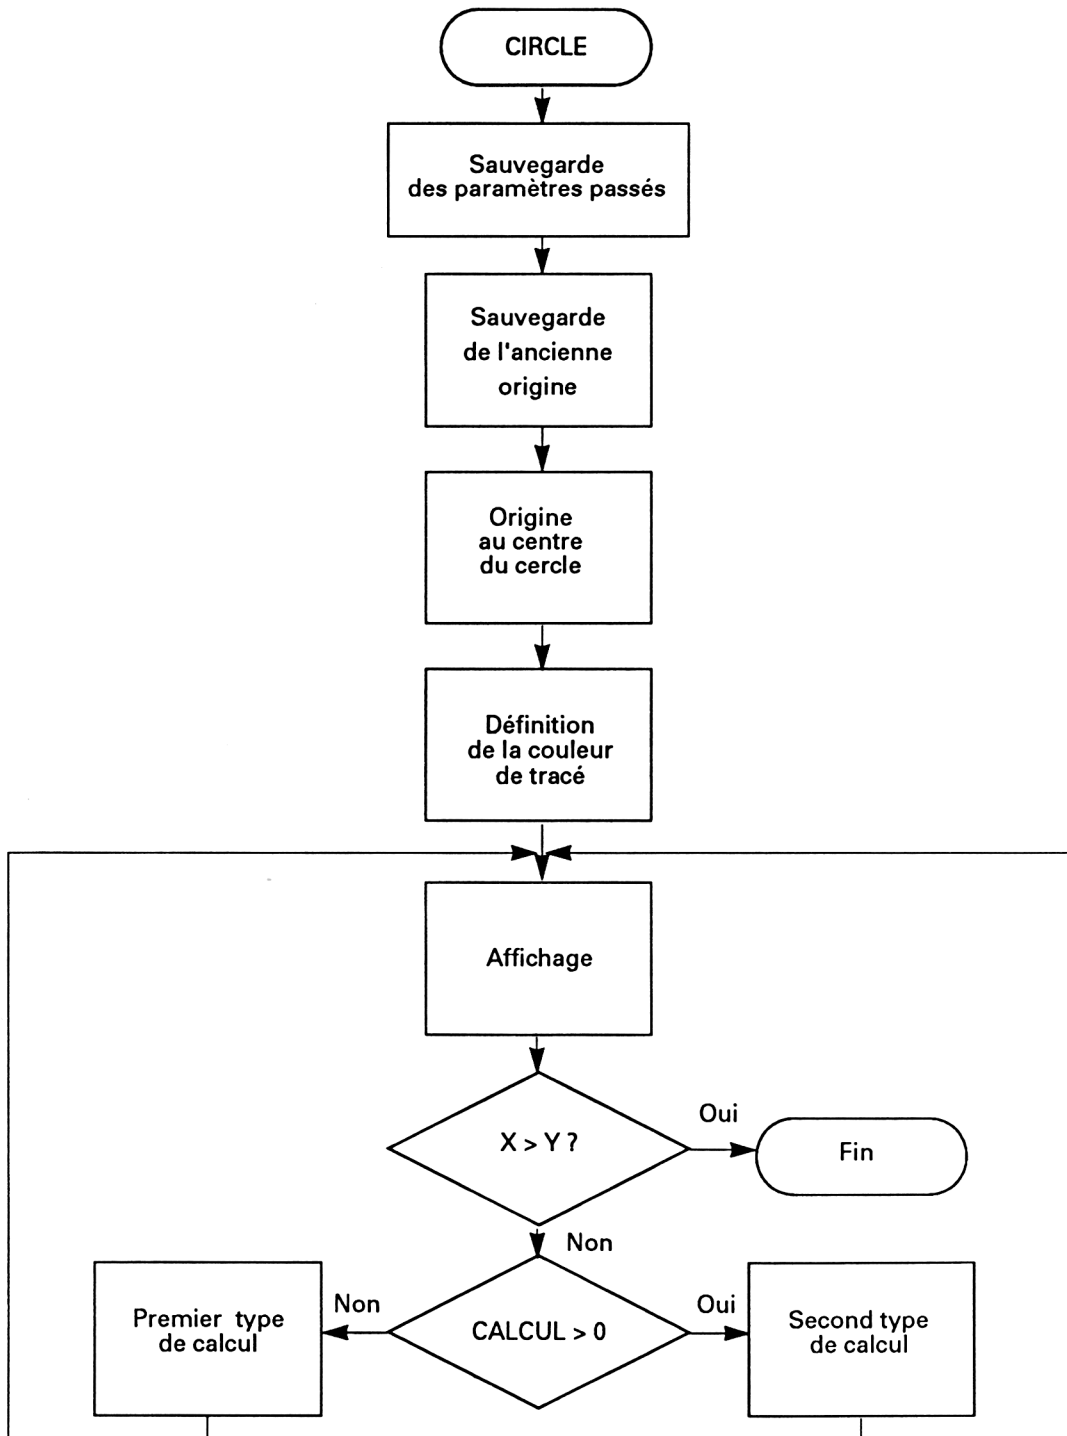 CIRCLE
Sauvegarde
des paramètres passés
Sauvegarde
de l'ancienne
origine
Origine
au centre
du cercle
Définition
de la couleur
de tracé
Affichage
X > Y ?
Oui
Fin
Non
Premier type
de calcul
Non
CALCUL > 0
Oui
Second type
de calcul